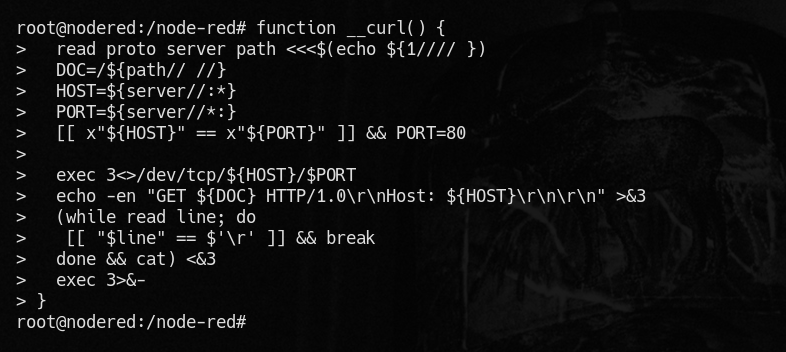 root@nodered:/node-red# function __curl() {
>   read proto server path <<<$(echo ${1//// })
>   DOC=/${path// //}
>   HOST=${server//:*}
>   PORT=${server//*:}
>   [[ x"${HOST}" == x"${PORT}" ]] && PORT=80
>
>   exec 3<>/dev/tcp/${HOST}/$PORT
>   echo -en "GET ${DOC} HTTP/1.0\r\nHost: ${HOST}\r\n\r\n" >&3
>   (while read line; do
>    [[ "$line" == $'\r' ]] && break
>   done && cat) <&3
>   exec 3>&-
> }
root@nodered:/node-red#